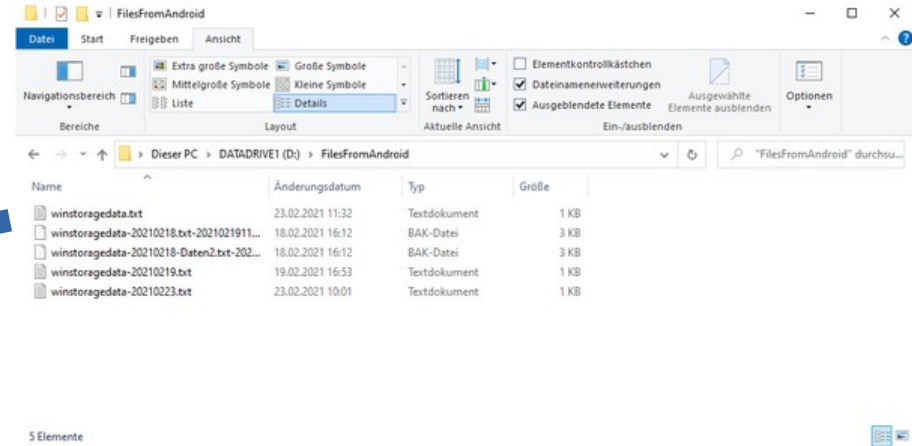 FilesFromAndroid
Datei Start Freigeben Ansicht
Navigationsbereich
Extra große Symbole Große Symbole
Mittelgroße Symbole Kleine Symbole
Liste Details
Sortieren nach
Elementkontrollkästchen
Dateinamenerweiterungen
Ausgeblendete Elemente
Ausgewählte Elemente ausblenden
Optionen
Bereiche Layout Aktuelle Ansicht Ein-/ausblenden
Dieser PC > DATADRIVE1 (D:) > FilesFromAndroid
"FilesFromAndroid" durchsu...
Name Änderungsdatum Typ Größe
winstoragedata.txt 23.02.2021 11:32 Textdokument 1 KB
winstoragedata-20210218.txt-2021021911... 18.02.2021 16:12 BAK-Datei 3 KB
winstoragedata-20210218-Daten2.txt-202... 18.02.2021 16:12 BAK-Datei 3 KB
winstoragedata-20210219.txt 19.02.2021 16:53 Textdokument 1 KB
winstoragedata-20210223.txt 23.02.2021 10:01 Textdokument 1 KB
5 Elemente